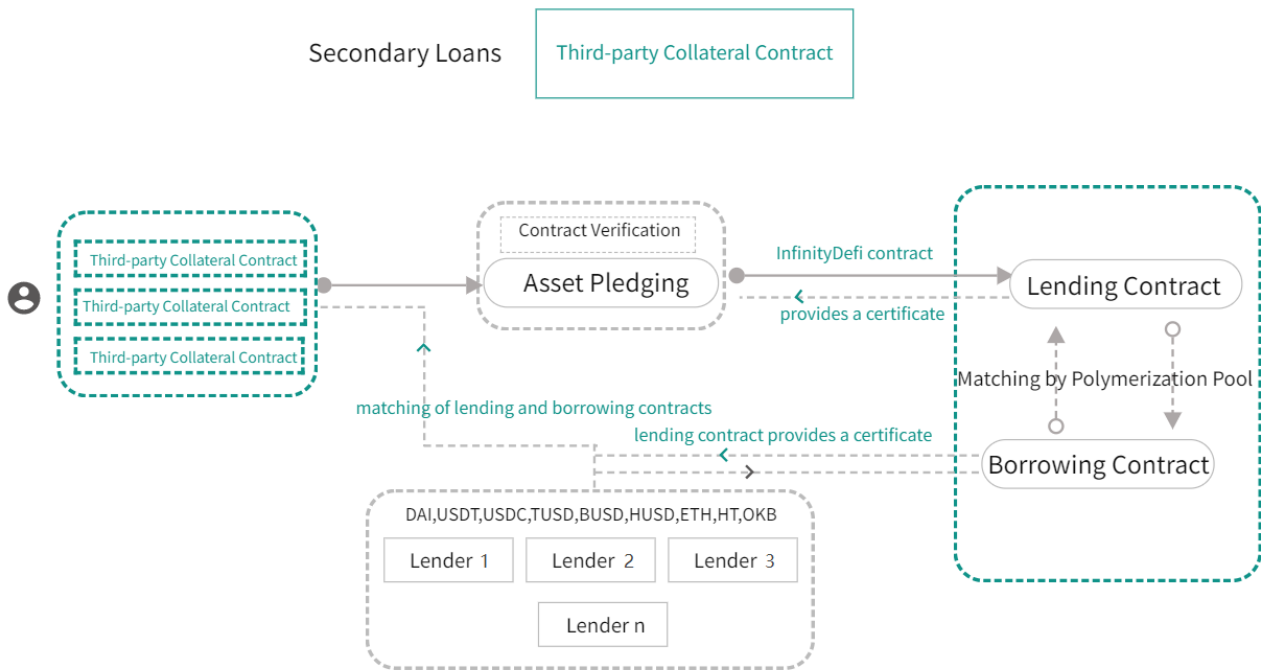 Secondary Loans
Third-party Collateral Contract
Third-party Collateral Contract
Third-party Collateral Contract
Third-party Collateral Contract
Contract Verification
Asset Pledging
InfinityDefi contract
provides a certificate
Lending Contract
Matching by Polymerization Pool
Borrowing Contract
matching of lending and borrowing contracts
lending contract provides a certificate
DAI,USDT,USDC,TUSD,BUSD,HUSD,ETH,HT,OKB
Lender 1
Lender 2
Lender 3
Lender n